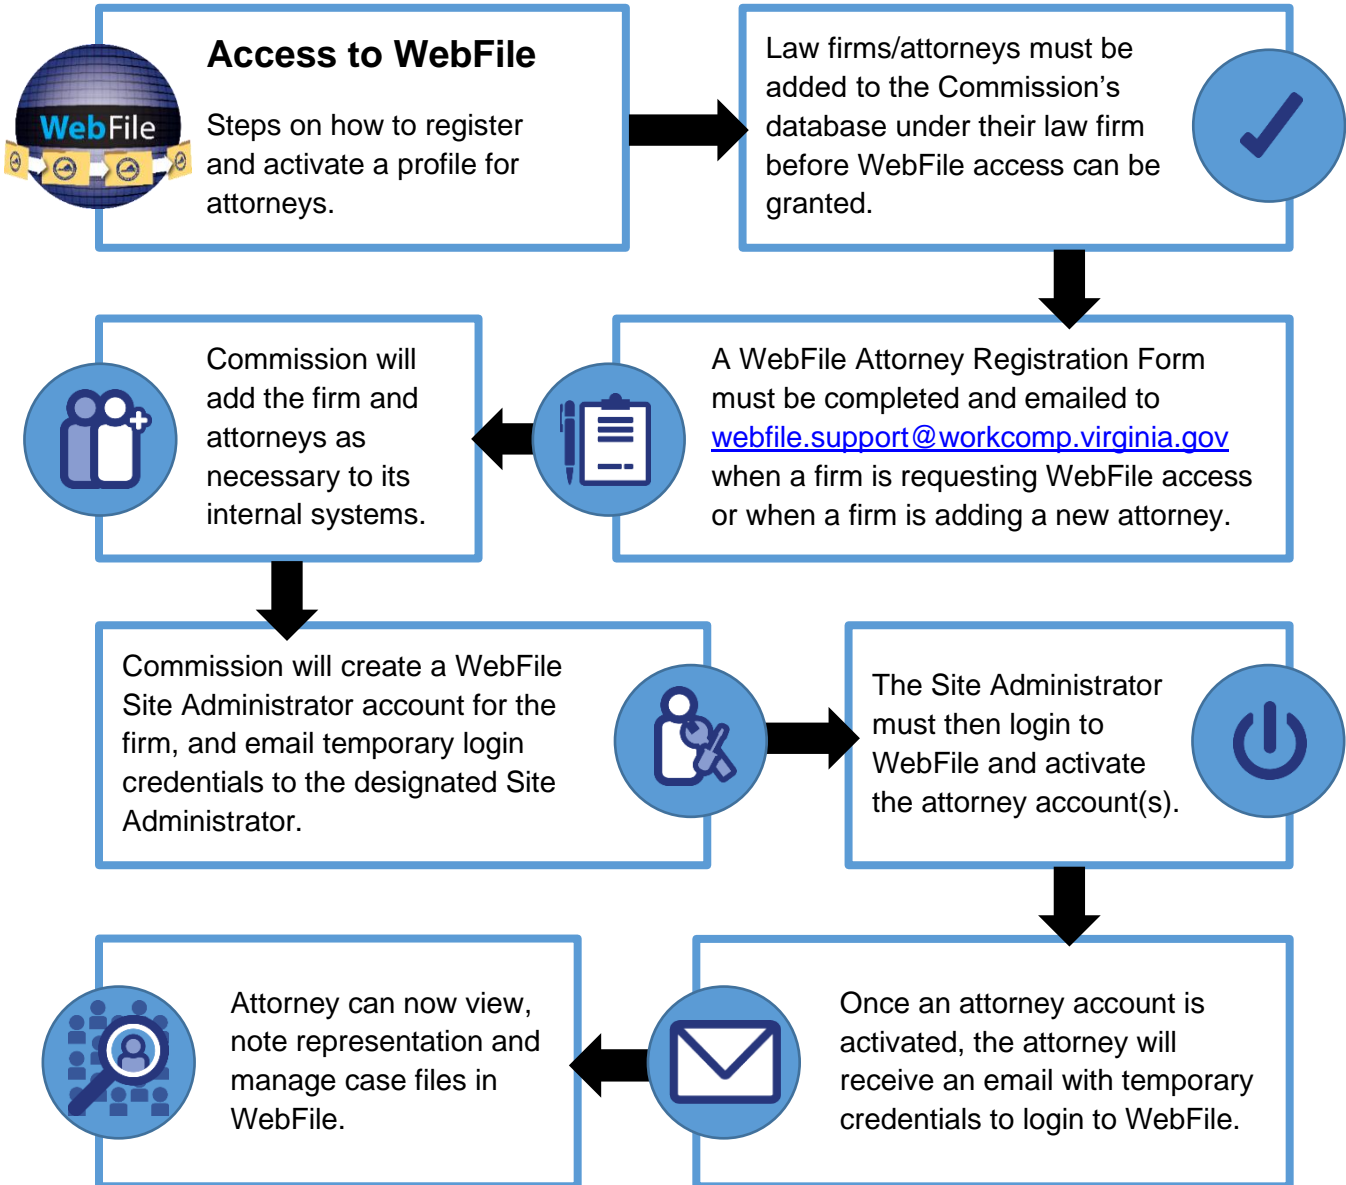 WebFile
Access to WebFile
Steps on how to register
and activate a profile for
attorneys.
Law firms/attorneys must be
added to the Commission’s
database under their law firm
before WebFile access can be
granted.
A WebFile Attorney Registration Form
must be completed and emailed to
webfile.support@workcomp.virginia.gov
when a firm is requesting WebFile access
or when a firm is adding a new attorney.
Commission will
add the firm and
attorneys as
necessary to its
internal systems.
Commission will create a WebFile
Site Administrator account for the
firm, and email temporary login
credentials to the designated Site
Administrator.
The Site Administrator
must then login to
WebFile and activate
the attorney account(s).
Once an attorney account is
activated, the attorney will
receive an email with temporary
credentials to login to WebFile.
Attorney can now view,
note representation and
manage case files in
WebFile.